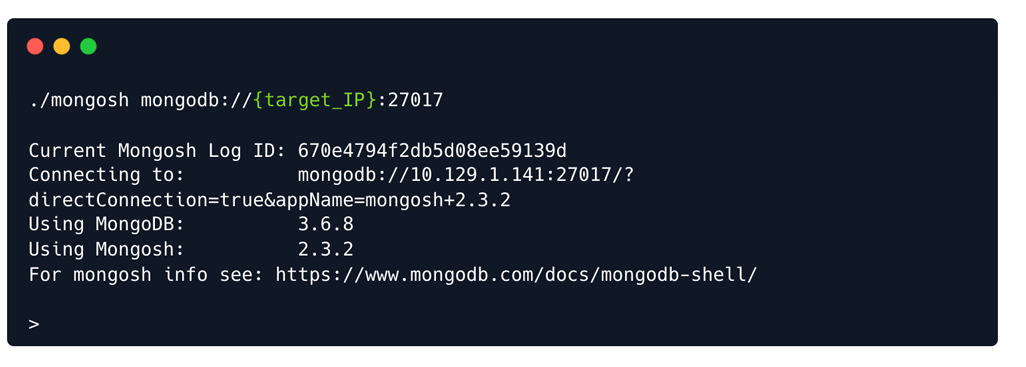 ./mongosh mongodb://{target_IP}:27017
Current Mongosh Log ID: 670e4794f2db5d08ee59139d
Connecting to:          mongodb://10.129.1.141:27017/?
directConnection=true&appName=mongosh+2.3.2
Using MongoDB:          3.6.8
Using Mongosh:          2.3.2
For mongosh info see: https://www.mongodb.com/docs/mongodb-shell/
>